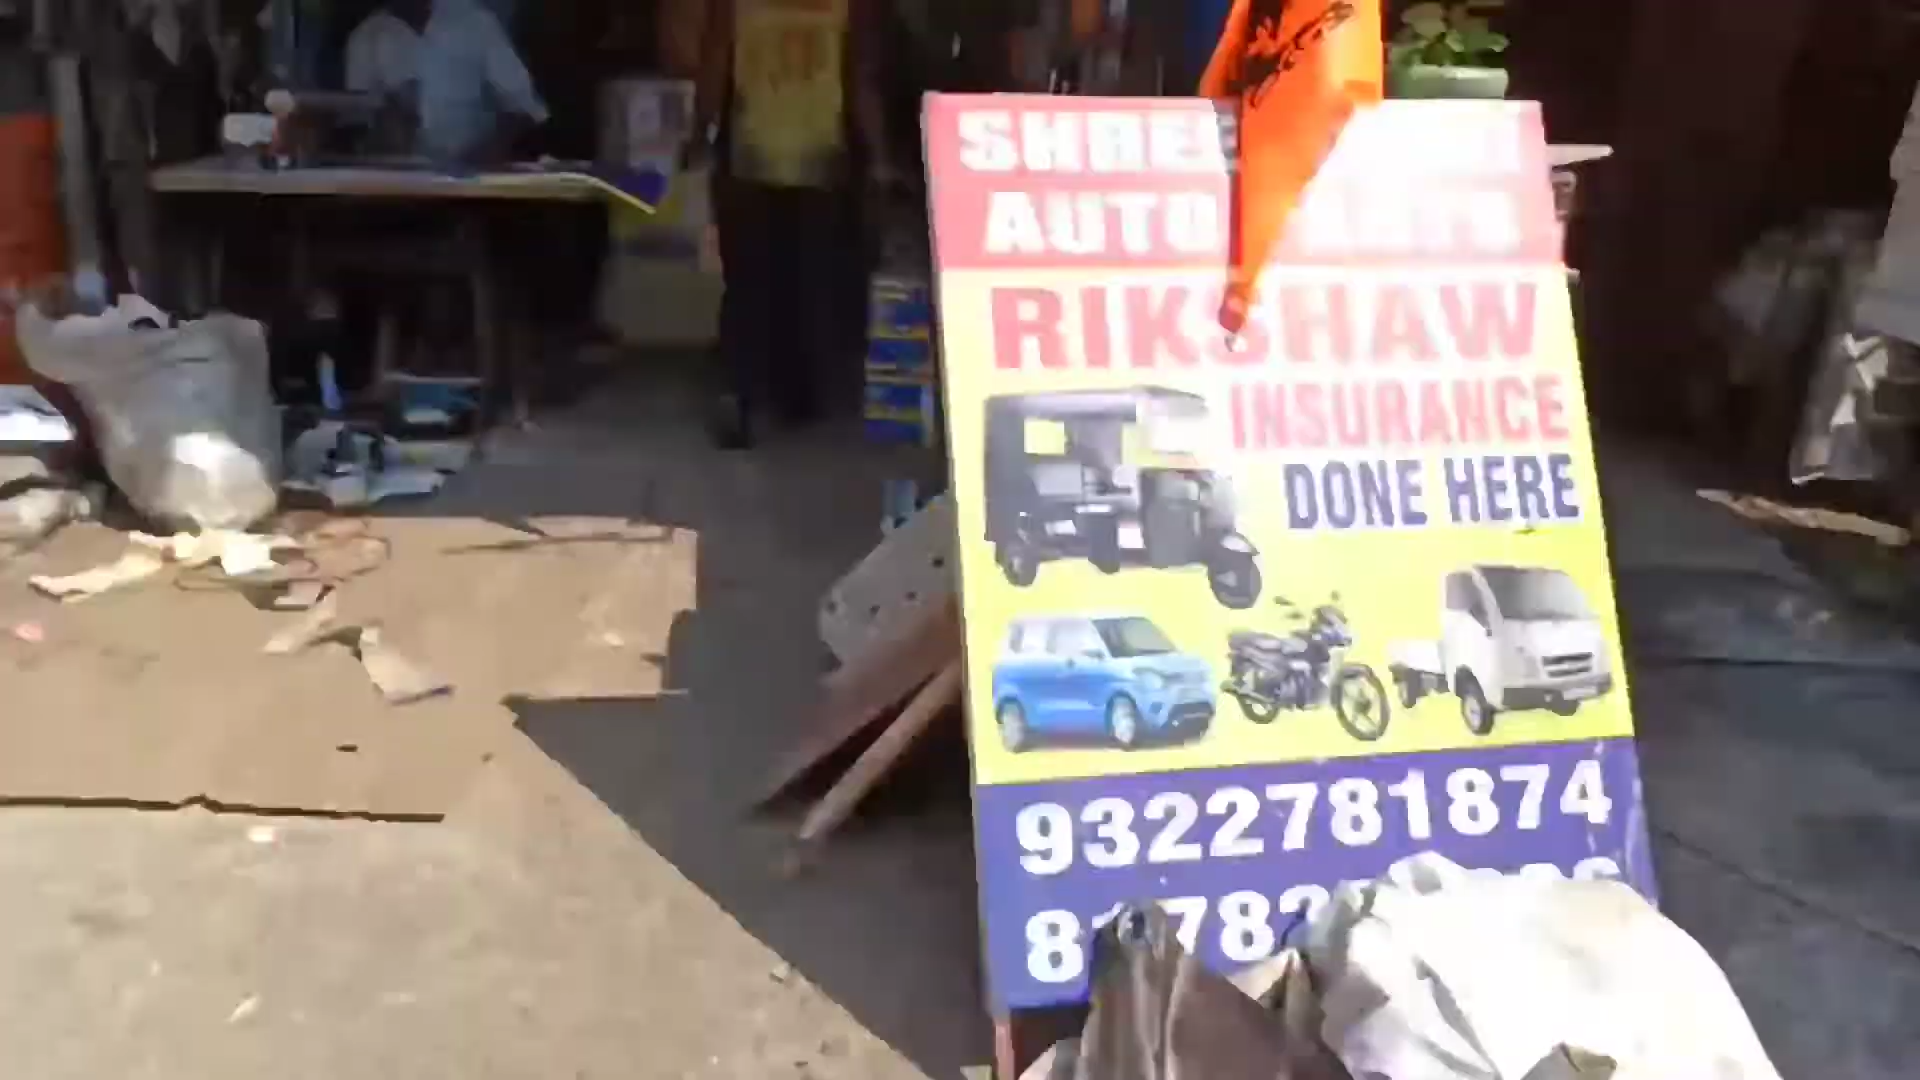 SHREE
AUTO
RIKSHAW
INSURANCE
DONE HERE
9322781874